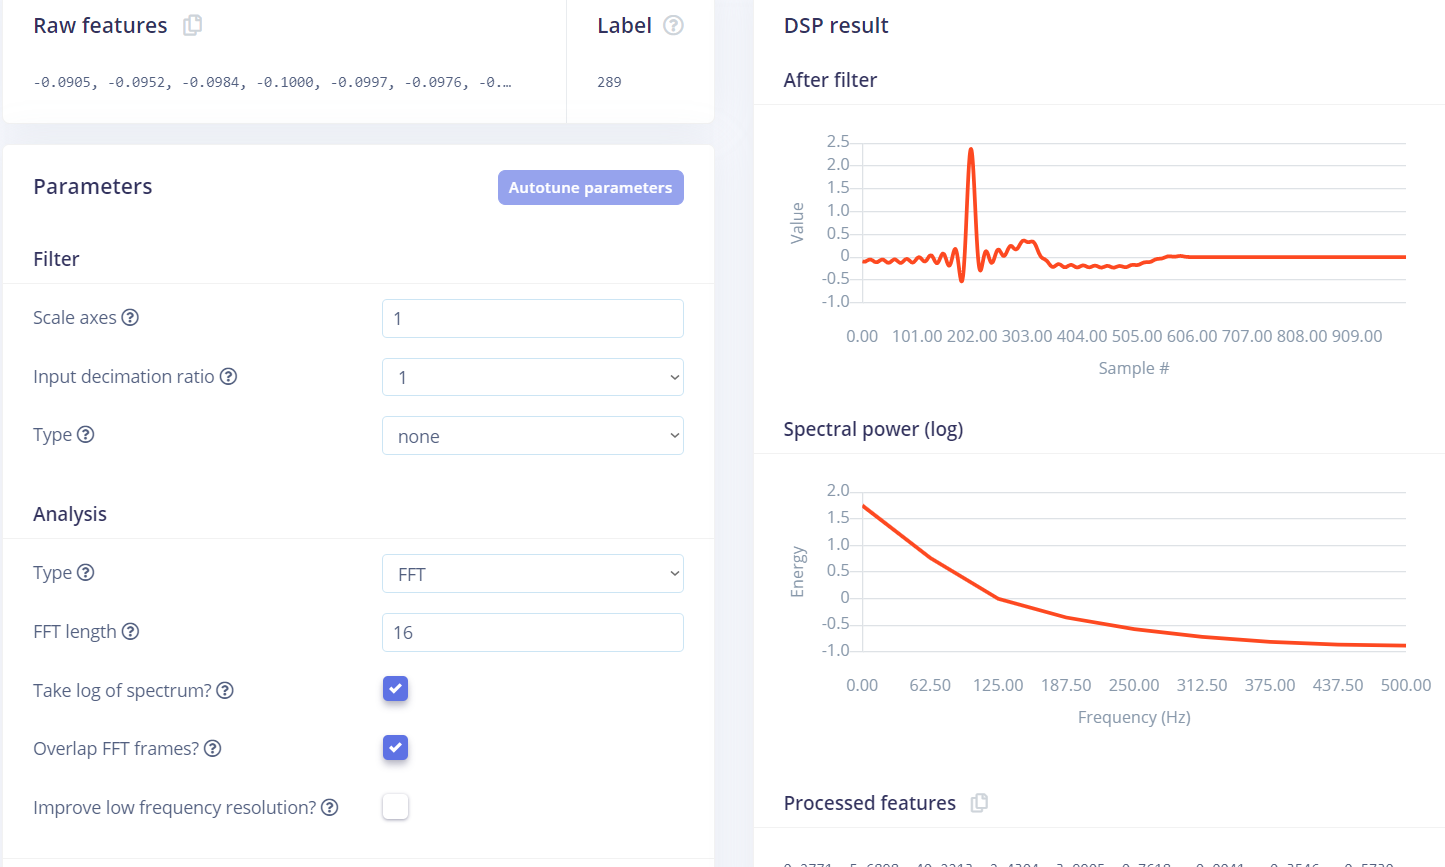 Raw features
Label
-0.0905, -0.0952, -0.0984, -0.1000, -0.0997, -0.0976, -0.…
289
Parameters
Autotune parameters
Filter
Scale axes
1
Input decimation ratio
1
Type
none
Analysis
Type
FFT
FFT length
16
Take log of spectrum?
Overlap FFT frames?
Improve low frequency resolution?
DSP result
After filter
2.5
2.0
1.5
1.0
0.5
0
-0.5
-1.0
Value
0.00 101.00 202.00 303.00 404.00 505.00 606.00 707.00 808.00 909.00
Sample #
Spectral power (log)
2.0
1.5
1.0
0.5
0
-0.5
-1.0
Energy
0.00 62.50 125.00 187.50 250.00 312.50 375.00 437.50 500.00
Frequency (Hz)
Processed features